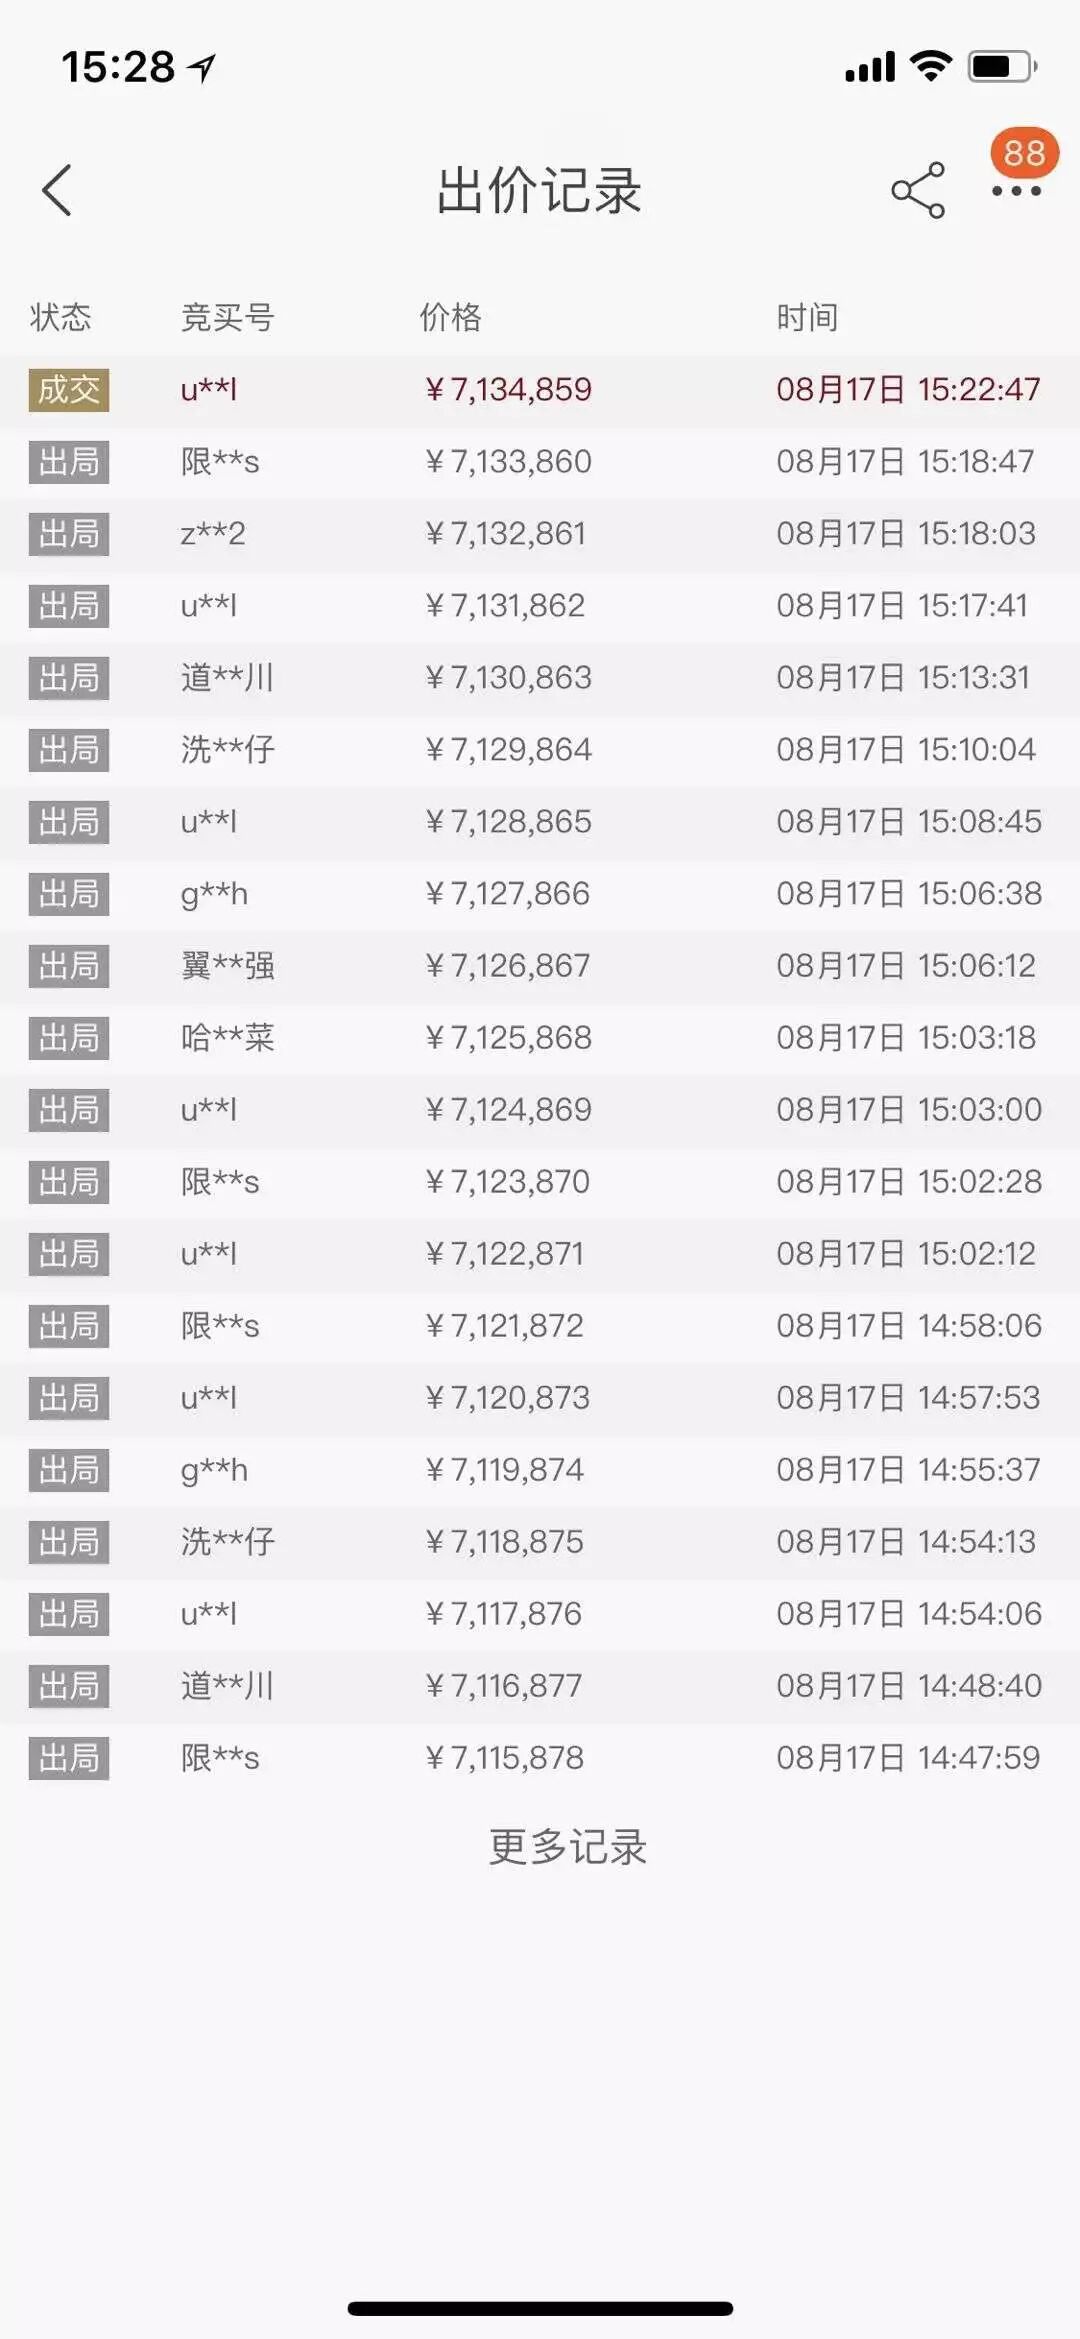 15:28
88
出价记录
状态 竞买号 价格 时间
成交 u**l ¥7,134,859 08月17日 15:22:47
出局 限**s ¥7,133,860 08月17日 15:18:47
出局 z**2 ¥7,132,861 08月17日 15:18:03
出局 u**l ¥7,131,862 08月17日 15:17:41
出局 道**川 ¥7,130,863 08月17日 15:13:31
出局 洗**仔 ¥7,129,864 08月17日 15:10:04
出局 u**l ¥7,128,865 08月17日 15:08:45
出局 g**h ¥7,127,866 08月17日 15:06:38
出局 翼**强 ¥7,126,867 08月17日 15:06:12
出局 哈**菜 ¥7,125,868 08月17日 15:03:18
出局 u**l ¥7,124,869 08月17日 15:03:00
出局 限**s ¥7,123,870 08月17日 15:02:28
出局 u**l ¥7,122,871 08月17日 15:02:12
出局 限**s ¥7,121,872 08月17日 14:58:06
出局 u**l ¥7,120,873 08月17日 14:57:53
出局 g**h ¥7,119,874 08月17日 14:55:37
出局 洗**仔 ¥7,118,875 08月17日 14:54:13
出局 u**l ¥7,117,876 08月17日 14:54:06
出局 道**川 ¥7,116,877 08月17日 14:48:40
出局 限**s ¥7,115,878 08月17日 14:47:59
更多记录